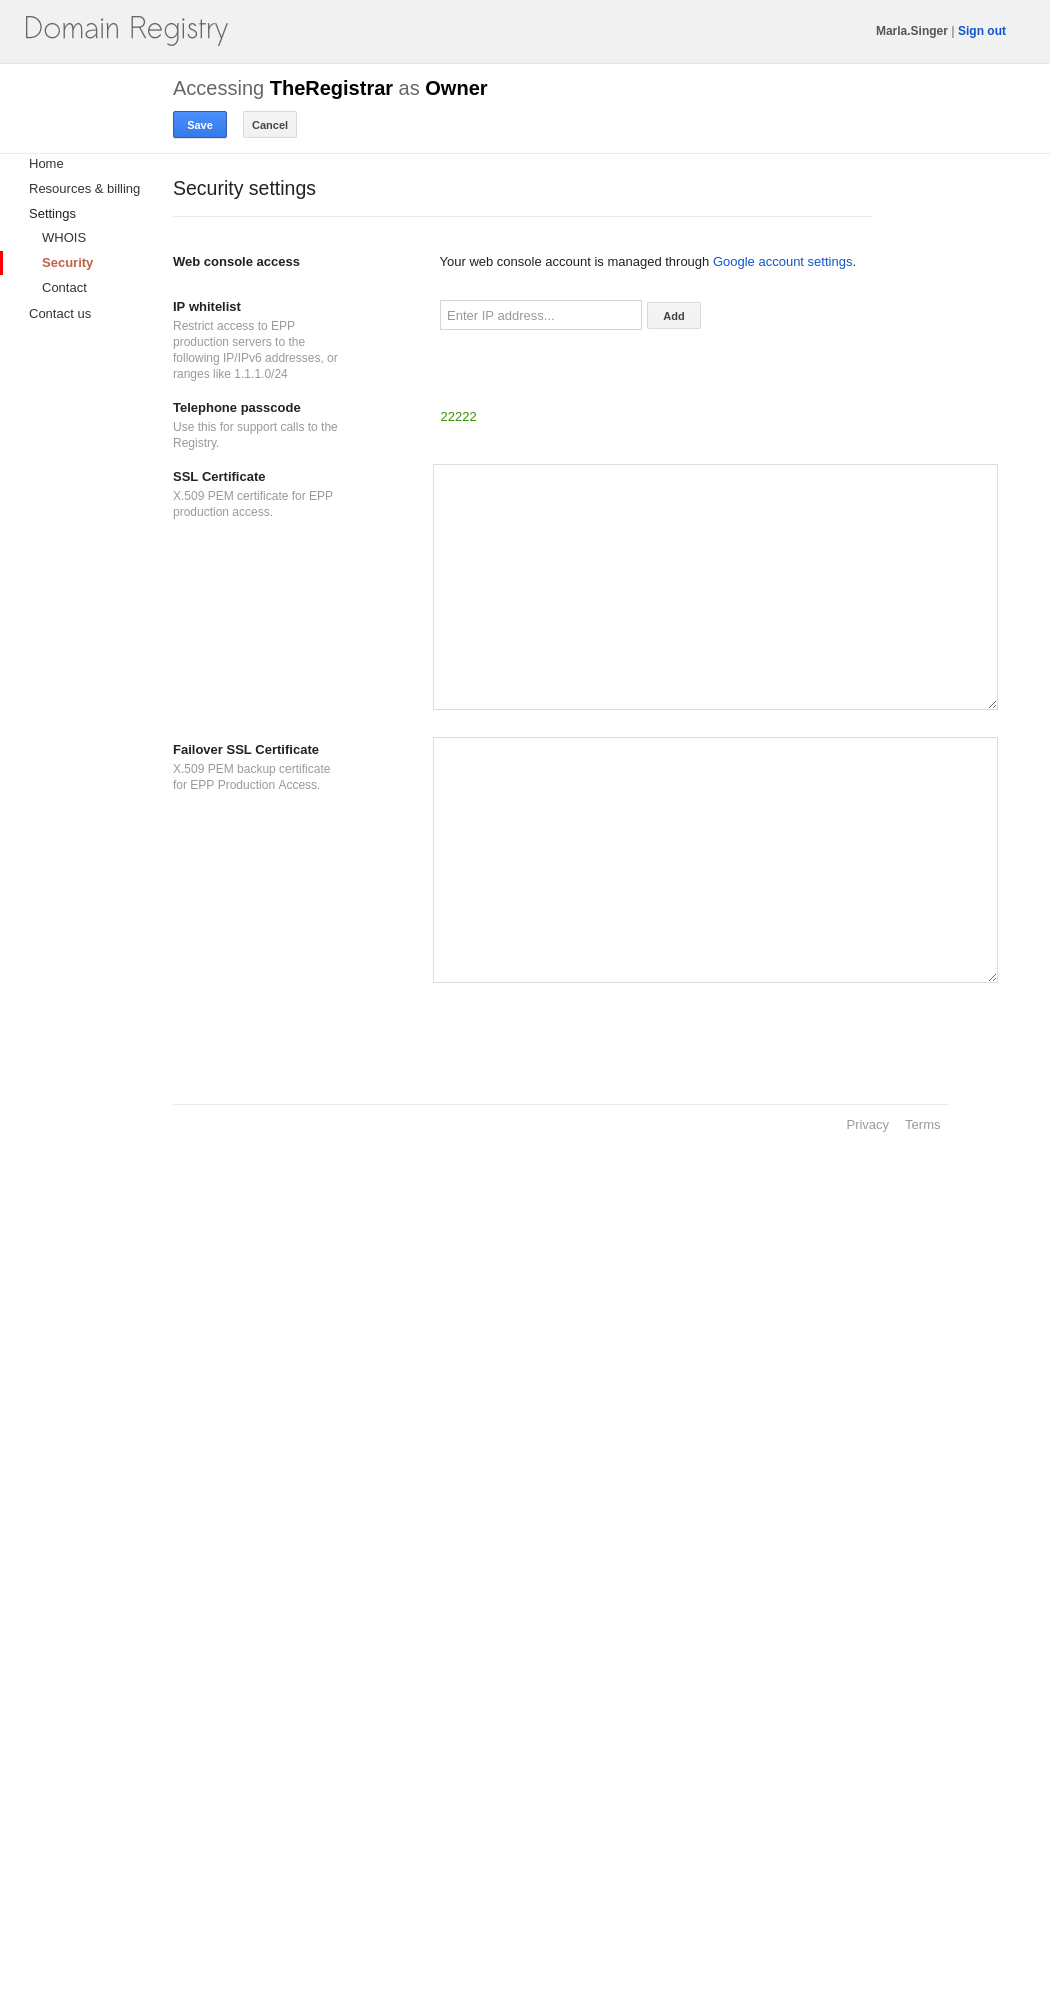 Domain Registry
Marla.Singer | Sign out
Accessing TheRegistrar as Owner
Save Cancel
Home
Resources & billing
Settings
WHOIS
Security
Contact
Contact us
Security settings
Web console access
Your web console account is managed through Google account settings.
IP whitelist
Restrict access to EPP
production servers to the
following IP/IPv6 addresses, or
ranges like 1.1.1.0/24
Enter IP address...
Add
Telephone passcode
Use this for support calls to the
Registry.
22222
SSL Certificate
X.509 PEM certificate for EPP
production access.
Failover SSL Certificate
X.509 PEM backup certificate
for EPP Production Access.
Privacy Terms